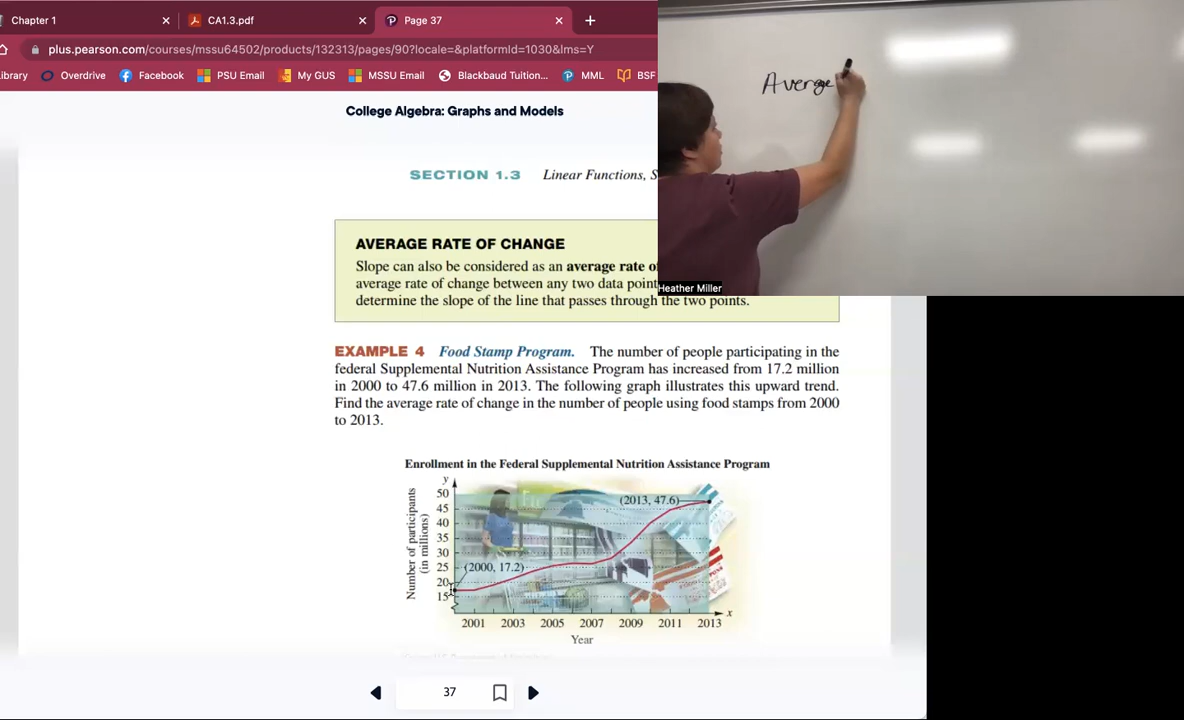 Chapter 1
CA1.3.pdf
Page 37
plus.pearson.com/courses/mssu64502/products/132313/pages/90?locale=&platformId=1030&lms=Y
ibrary Overdrive Facebook PSU Email My GUS MSSU Email Blackbaud Tuition... MML BSF
College Algebra: Graphs and Models
SECTION 1.3 Linear Functions, S
Average
AVERAGE RATE OF CHANGE
Slope can also be considered as an average rate o
average rate of change between any two data point
determine the slope of the line that passes through the two points.
Heather Miller
EXAMPLE 4 Food Stamp Program. The number of people participating in the
federal Supplemental Nutrition Assistance Program has increased from 17.2 million
in 2000 to 47.6 million in 2013. The following graph illustrates this upward trend.
Find the average rate of change in the number of people using food stamps from 2000
to 2013.
Enrollment in the Federal Supplemental Nutrition Assistance Program
y
Number of participants
(in millions)
50
45
40
35
30
25
20
15
(2013, 47.6)
(2000, 17.2)
x
2001 2003 2005 2007 2009 2011 2013
Year
37